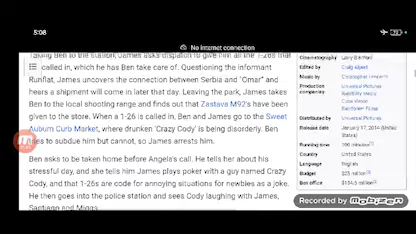 5:08
No internet connection
Taking Ben to the station, James asks dispatch to give him all the 1-26s that
are called in, which he has Ben take care of. Questioning the informant
Runflat, James uncovers the connection between Serbia and "Omar" and
hears a shipment will come in later that day. Leaving the park, James takes
Ben to the local shooting range and finds out that Zastava M92's have been
given to the store. When a 1-26 is called in, Ben and James go to the Sweet
Auburn Curb Market, where drunken 'Crazy Cody' is being disorderly. Ben
tries to subdue him but cannot, so James arrests him.
Ben asks to be taken home before Angela's call. He tells her about his
stressful day, and she tells him James plays poker with a guy named Crazy
Cody, and that 1-26s are code for annoying situations for newbies as a joke.
He then goes into the police station and sees Cody laughing with James,
Santiago and Miggs.
Cinematography
Edited by
Music by
Production company
Distributed by Universal Pictures
Release date January 17, 2014
Running time
Country United States
Language English
Budget $25 million
Box office
Recorded by mobizen